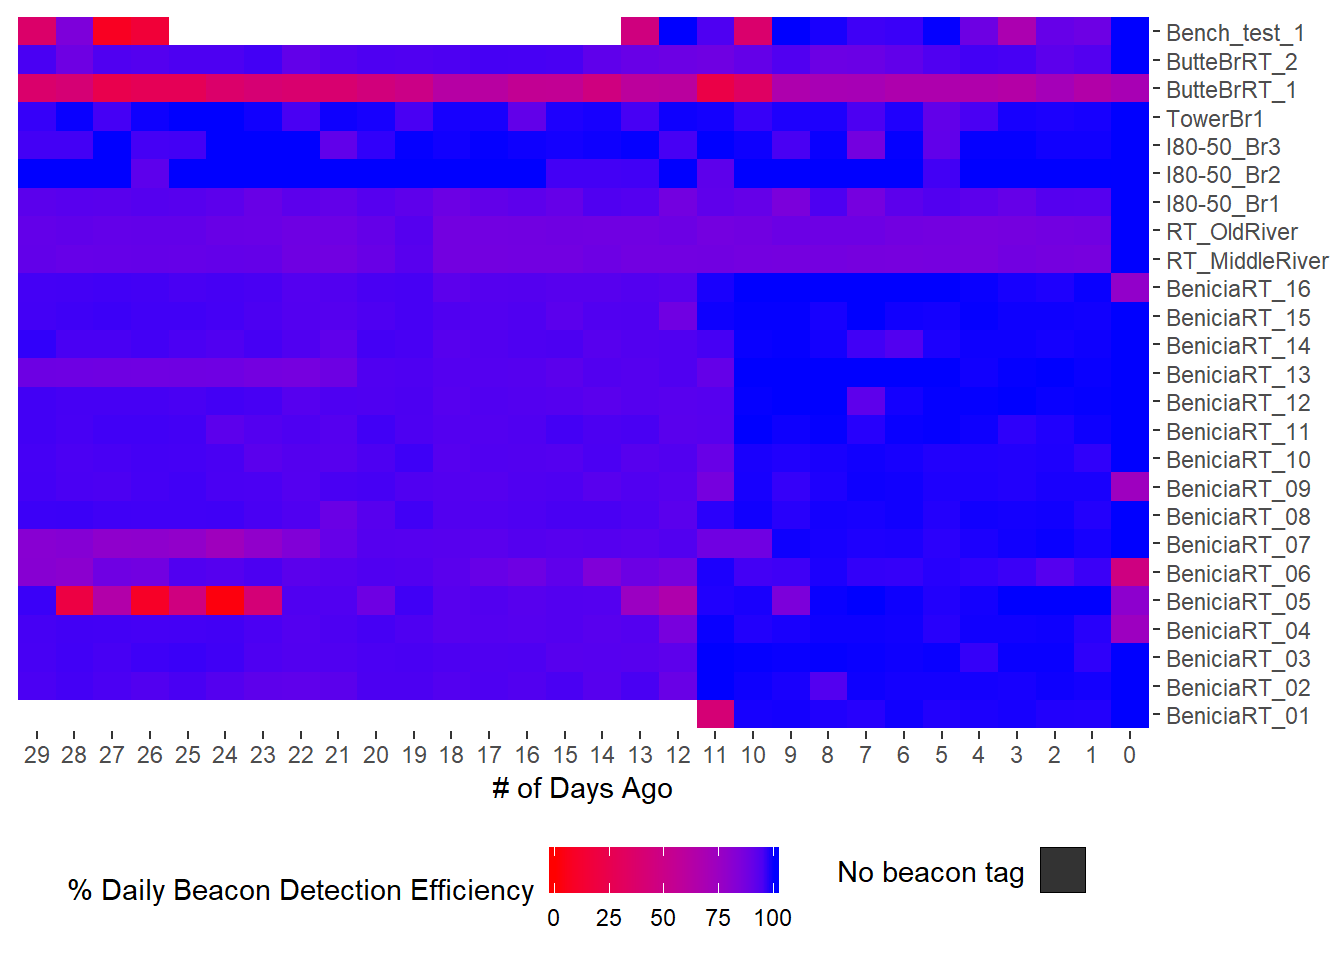 Bench_test_1
ButteBrRT_2
ButteBrRT_1
TowerBr1
I80-50_Br3
I80-50_Br2
I80-50_Br1
RT_OldRiver
RT_MiddleRiver
BeniciaRT_16
BeniciaRT_15
BeniciaRT_14
BeniciaRT_13
BeniciaRT_12
BeniciaRT_11
BeniciaRT_10
BeniciaRT_09
BeniciaRT_08
BeniciaRT_07
BeniciaRT_06
BeniciaRT_05
BeniciaRT_04
BeniciaRT_03
BeniciaRT_02
BeniciaRT_01
29 28 27 26 25 24 23 22 21 20 19 18 17 16 15 14 13 12 11 10 9 8 7 6 5 4 3 2 1 0
# of Days Ago
% Daily Beacon Detection Efficiency
0 25 50 75 100
No beacon tag